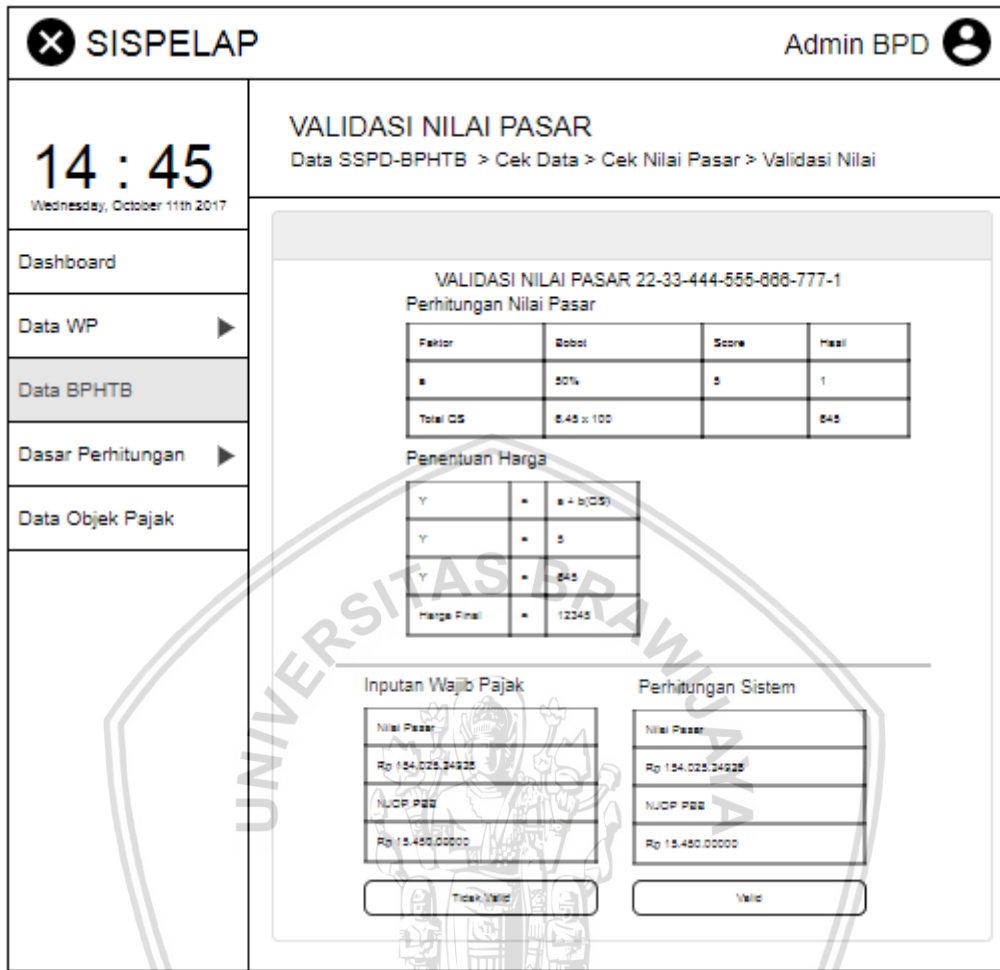 SISPELAP
Admin BPD
14 : 45
Wednesday, October 11th 2017
VALIDASI NILAI PASAR
Data SSPD-BPHTB > Cek Data > Cek Nilai Pasar > Validasi Nilai
Dashboard
Data WP
Data BPHTB
Dasar Perhitungan
Data Objek Pajak
VALIDASI NILAI PASAR 22-33-444-555-666-777-1
Perhitungan Nilai Pasar
Faktor Bobot Score Hasil
a 50% 5 1
Total QS 6.45 x 100 645
Penentuan Harga
Y = a + b(QS)
Y = 5
Y = 645
Harga Final = 12345
Inputan Wajib Pajak
Nilai Pasar
Rp 154.025.24925
NJOP PBB
Rp 15.450.00000
Tidak Valid
Perhitungan Sistem
Nilai Pasar
Rp 154.025.24925
NJOP PBB
Rp 15.450.00000
Valid
UNIVERSITAS BRAWIJAYA